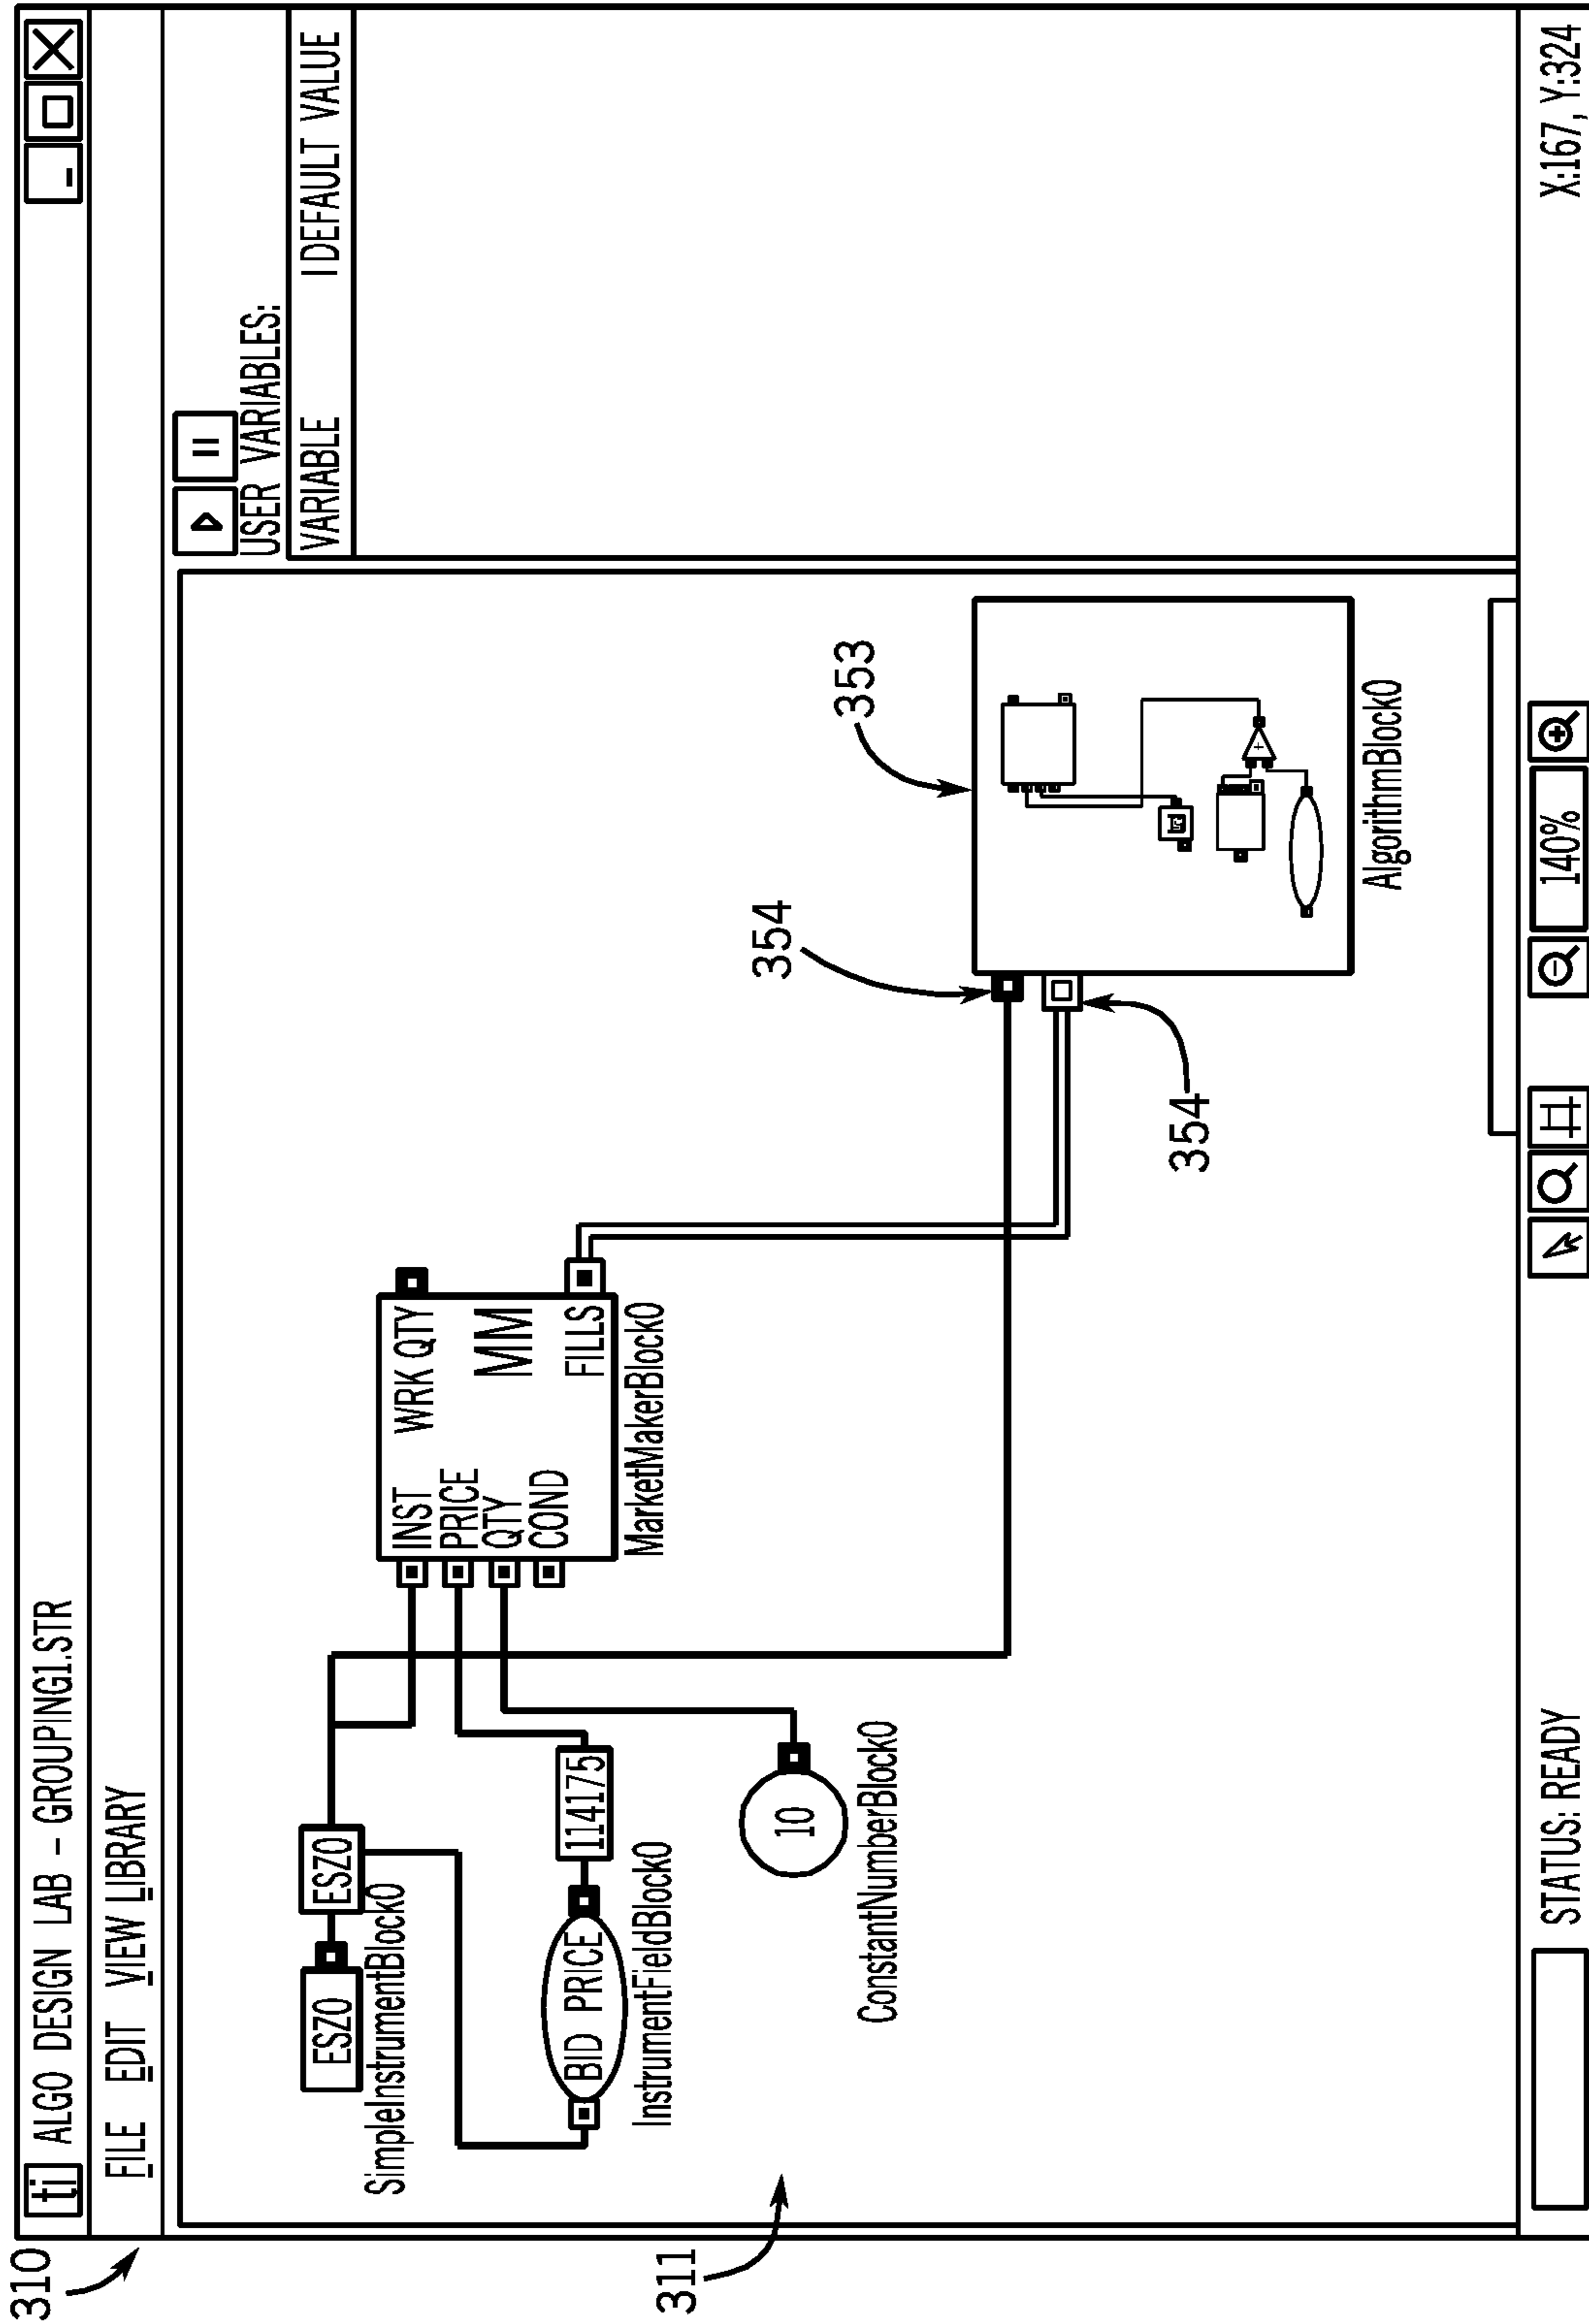 310
ti ALGO DESIGN LAB – GROUPING1.STR
FILE EDIT VIEW LIBRARY
USER VARIABLES:
VARIABLE | DEFAULT VALUE
ESZ0
ESZ0
SimpleInstrumentBlock0
INST WRK QTY
PRICE
MM
QTY
COND FILLS
MarketMakerBlock0
BID PRICE
114175
InstrumentFieldBlock0
10
ConstantNumberBlock0
311
354
353
354
+
AlgorithmBlock0
STATUS: READY
140%
X:167, Y:324